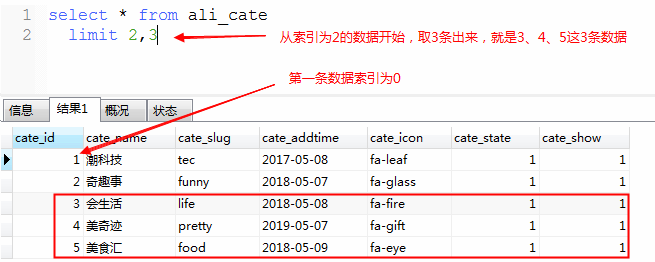 1 select * from ali_cate
2 limit 2,3 从索引为2的数据开始，取3条出来，就是3、4、5这3条数据
第一条数据索引为0
信息 结果1 概况 状态
cate_id cate_name cate_slug cate_addtime cate_icon cate_state cate_show
1 潮科技 tec 2017-05-08 fa-leaf 1 1
2 奇趣事 funny 2018-05-07 fa-glass 1 1
3 会生活 life 2018-05-08 fa-fire 1 1
4 美奇迹 pretty 2019-05-07 fa-gift 1 1
5 美食汇 food 2018-05-09 fa-eye 1 1